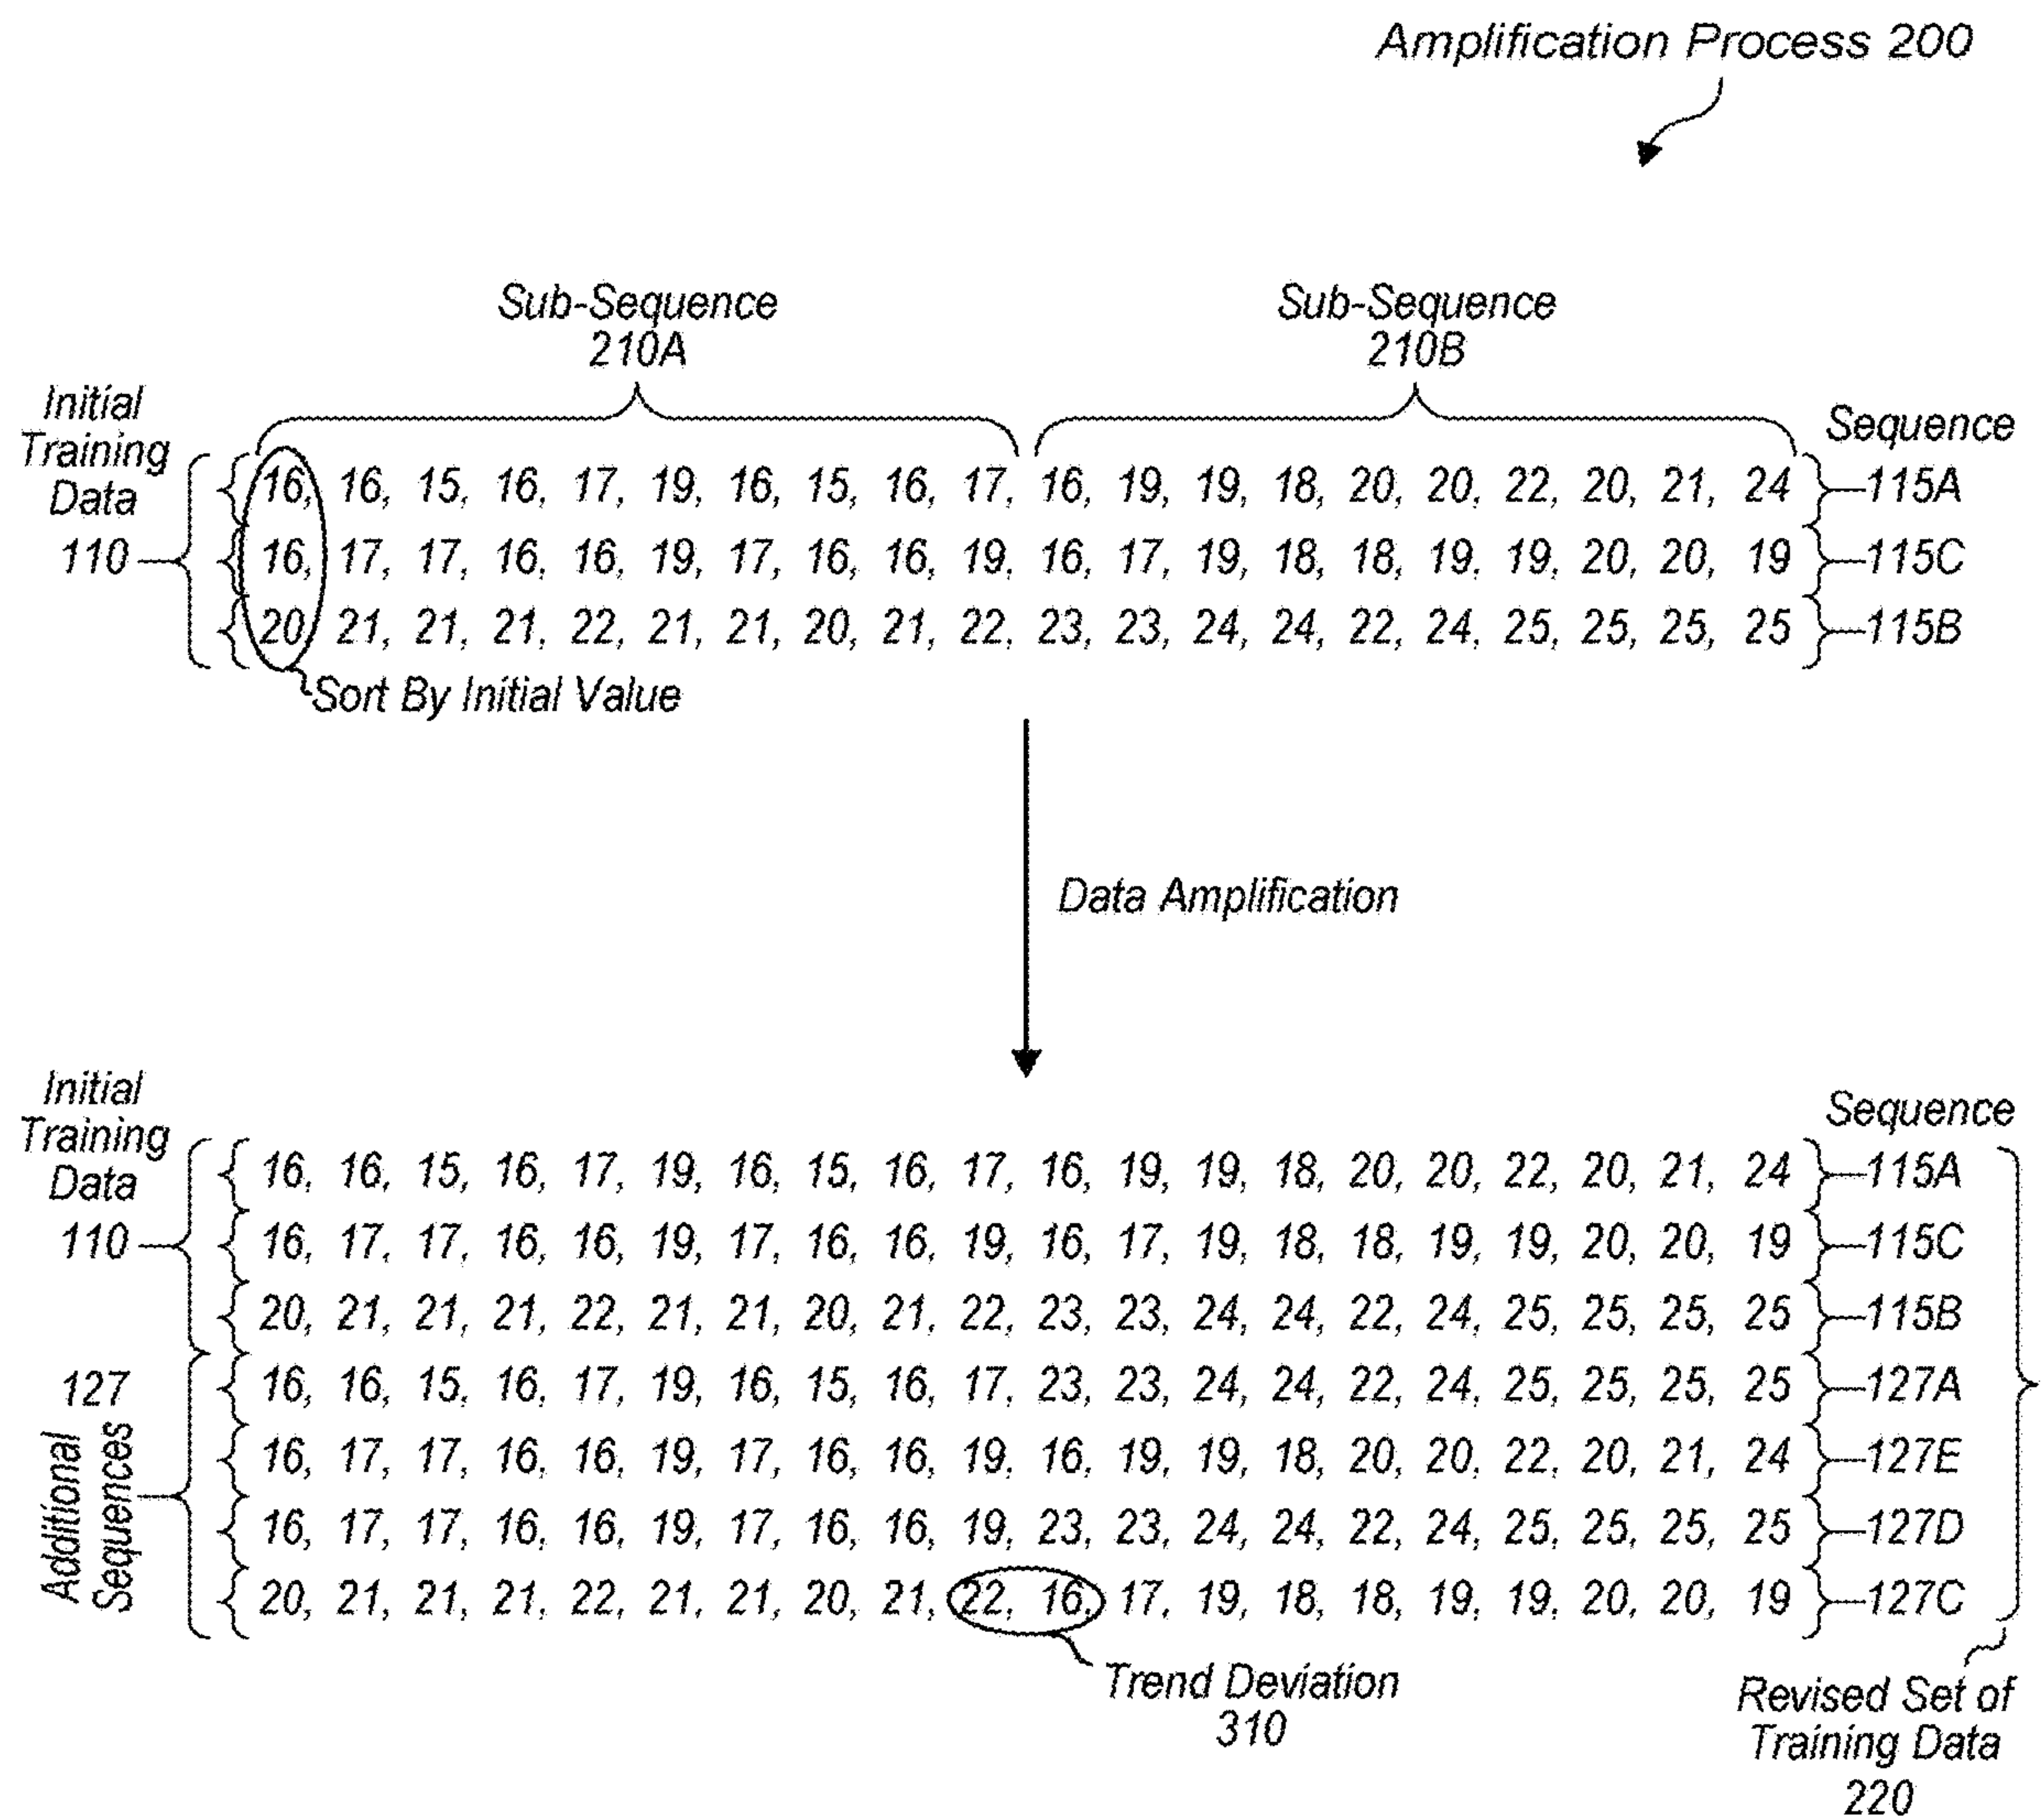 Amplification Process 200
Sub-Sequence
210A
Sub-Sequence
210B
Initial
Training
Data
110
Sequence
16, 16, 15, 16, 17, 19, 16, 15, 16, 17, 16, 19, 19, 18, 20, 20, 22, 20, 21, 24 115A
16, 17, 17, 16, 16, 19, 17, 16, 16, 19, 16, 17, 19, 18, 18, 19, 19, 20, 20, 19 115C
20, 21, 21, 21, 22, 21, 21, 20, 21, 22, 23, 23, 24, 24, 22, 24, 25, 25, 25, 25 115B
Sort By Initial Value
Data Amplification
Initial
Training
Data
110
Sequence
16, 16, 15, 16, 17, 19, 16, 15, 16, 17, 16, 19, 19, 18, 20, 20, 22, 20, 21, 24 115A
16, 17, 17, 16, 16, 19, 17, 16, 16, 19, 16, 17, 19, 18, 18, 19, 19, 20, 20, 19 115C
20, 21, 21, 21, 22, 21, 21, 20, 21, 22, 23, 23, 24, 24, 22, 24, 25, 25, 25, 25 115B
127
Additional
Sequences
16, 16, 15, 16, 17, 19, 16, 15, 16, 17, 23, 23, 24, 24, 22, 24, 25, 25, 25, 25 127A
16, 17, 17, 16, 16, 19, 17, 16, 16, 19, 16, 19, 19, 18, 20, 20, 22, 20, 21, 24 127E
16, 17, 17, 16, 16, 19, 17, 16, 16, 19, 23, 23, 24, 24, 22, 24, 25, 25, 25, 25 127D
20, 21, 21, 21, 22, 21, 21, 20, 21, 22, 16, 17, 19, 18, 18, 19, 19, 20, 20, 19 127C
Trend Deviation
310
Revised Set of
Training Data
220